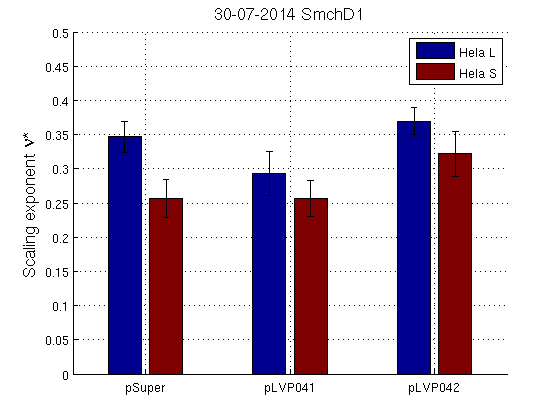 30-07-2014 SmchD1
Hela L
Hela S
Scaling exponent ν*
0.5
0.45
0.4
0.35
0.3
0.25
0.2
0.15
0.1
0.05
0
pSuper pLVP041 pLVP042